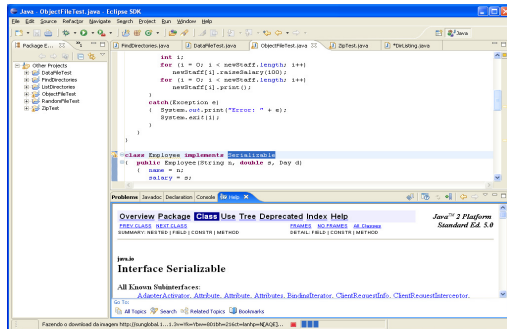 Java - ObjectFileTest.java - Eclipse SDK
File Edit Source Refactor Navigate Search Project Run Window Help
Java
Package E...
FindDirectories.java DataFileTest.java ObjectFileTest.java ZipTest.java *DirListing.java
Other Projects
DataFileTest
FindDirectories
ListDirectories
ObjectFileTest
RandomFileTest
ZipTest
int i;
for (i = 0; i < newStaff.length; i++)
newStaff[i].raiseSalary(100);
for (i = 0; i < newStaff.length; i++)
newStaff[i].print();
}
catch(Exception e)
{ System.out.print("Error: " + e);
System.exit(1);
}
}
}
class Employee implements Serializable
{ public Employee(String n, double s, Day d)
{ name = n;
salary = s;
Problems Javadoc Declaration Console Help
Overview Package Class Use Tree Deprecated Index Help
Java™ 2 Platform
Standard Ed. 5.0
PREV CLASS NEXT CLASS FRAMES NO FRAMES All Classes
SUMMARY: NESTED | FIELD | CONSTR | METHOD DETAIL: FIELD | CONSTR | METHOD
java.io
Interface Serializable
All Known Subinterfaces:
AdapterActivator, Attribute, Attribute, Attributes, BindingIterator, ClientRequestInfo, ClientRequestInterceptor,
Go To:
All Topics Search Related Topics Bookmarks
Fazendo o download da imagem